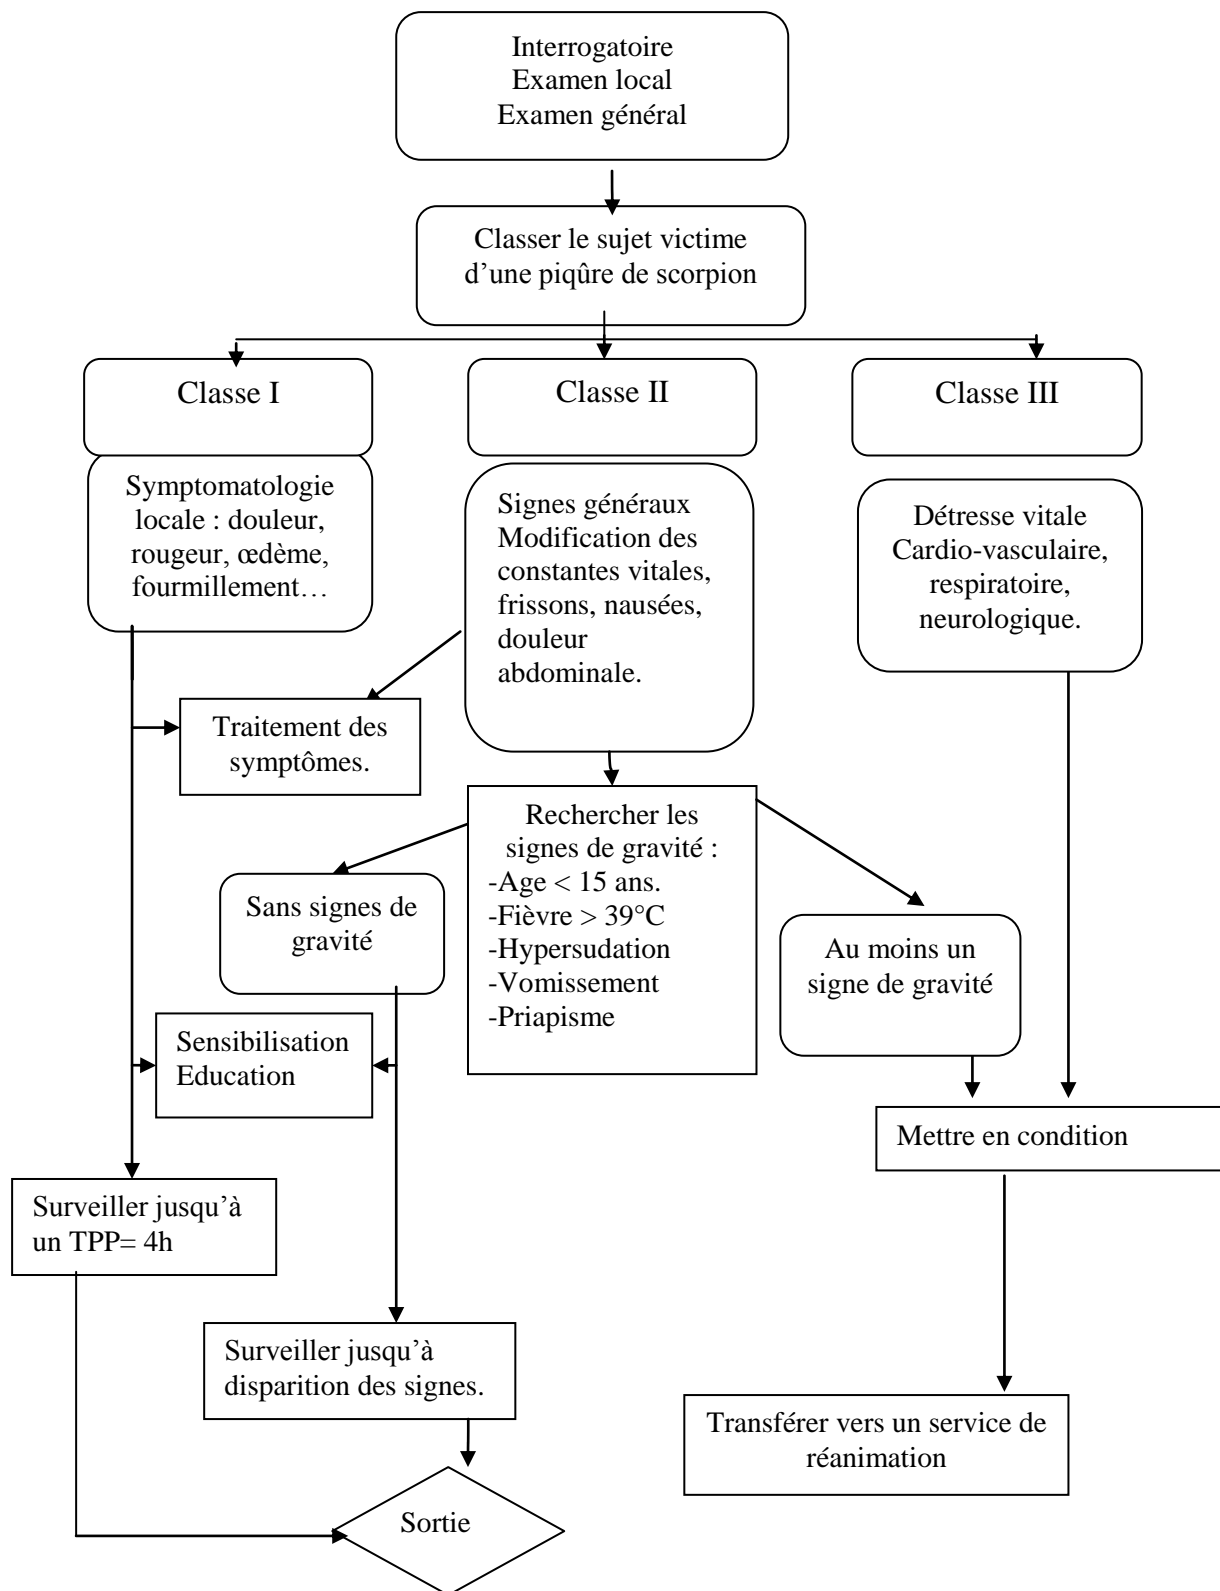 Interrogatoire
Examen local
Examen général
Classer le sujet victime
d’une piqûre de scorpion
Classe I
Classe II
Classe III
Symptomatologie
locale : douleur,
rougeur, œdème,
fourmillement…
Signes généraux
Modification des
constantes vitales,
frissons, nausées,
douleur
abdominale.
Détresse vitale
Cardio-vasculaire,
respiratoire,
neurologique.
Traitement des
symptômes.
Rechercher les
signes de gravité :
-Age < 15 ans.
-Fièvre > 39°C
-Hypersudation
-Vomissement
-Priapisme
Sans signes de
gravité
Au moins un
signe de gravité
Sensibilisation
Education
Mettre en condition
Surveiller jusqu’à
un TPP= 4h
Surveiller jusqu’à
disparition des signes.
Transférer vers un service de
réanimation
Sortie